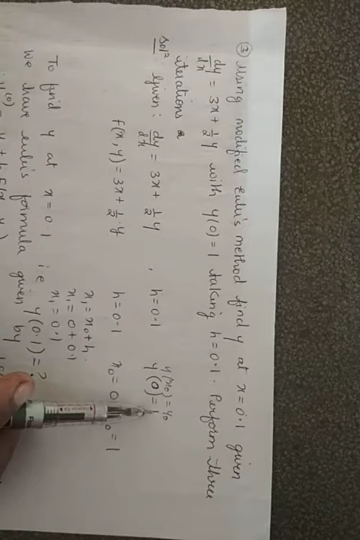 ③ Using modified euler's method find y at x = 0.1 given
dy/dx = 3x + 1/2 y with y(0) = 1 taking h = 0.1. Perform three
iterations
Solⁿ Given: dy/dx = 3x + 1/2 y , h = 0.1 y(0) = 1
y(x₀) = y₀
f(x,y) = 3x + 1/2 y h = 0.1 x₀ = 0 = 1
x₁ = x₀ + h
x₁ = 0 + 0.1
x₁ = 0.1
To find y at x = 0.1 i.e y(0.1) = ?
We have euler's formula given by